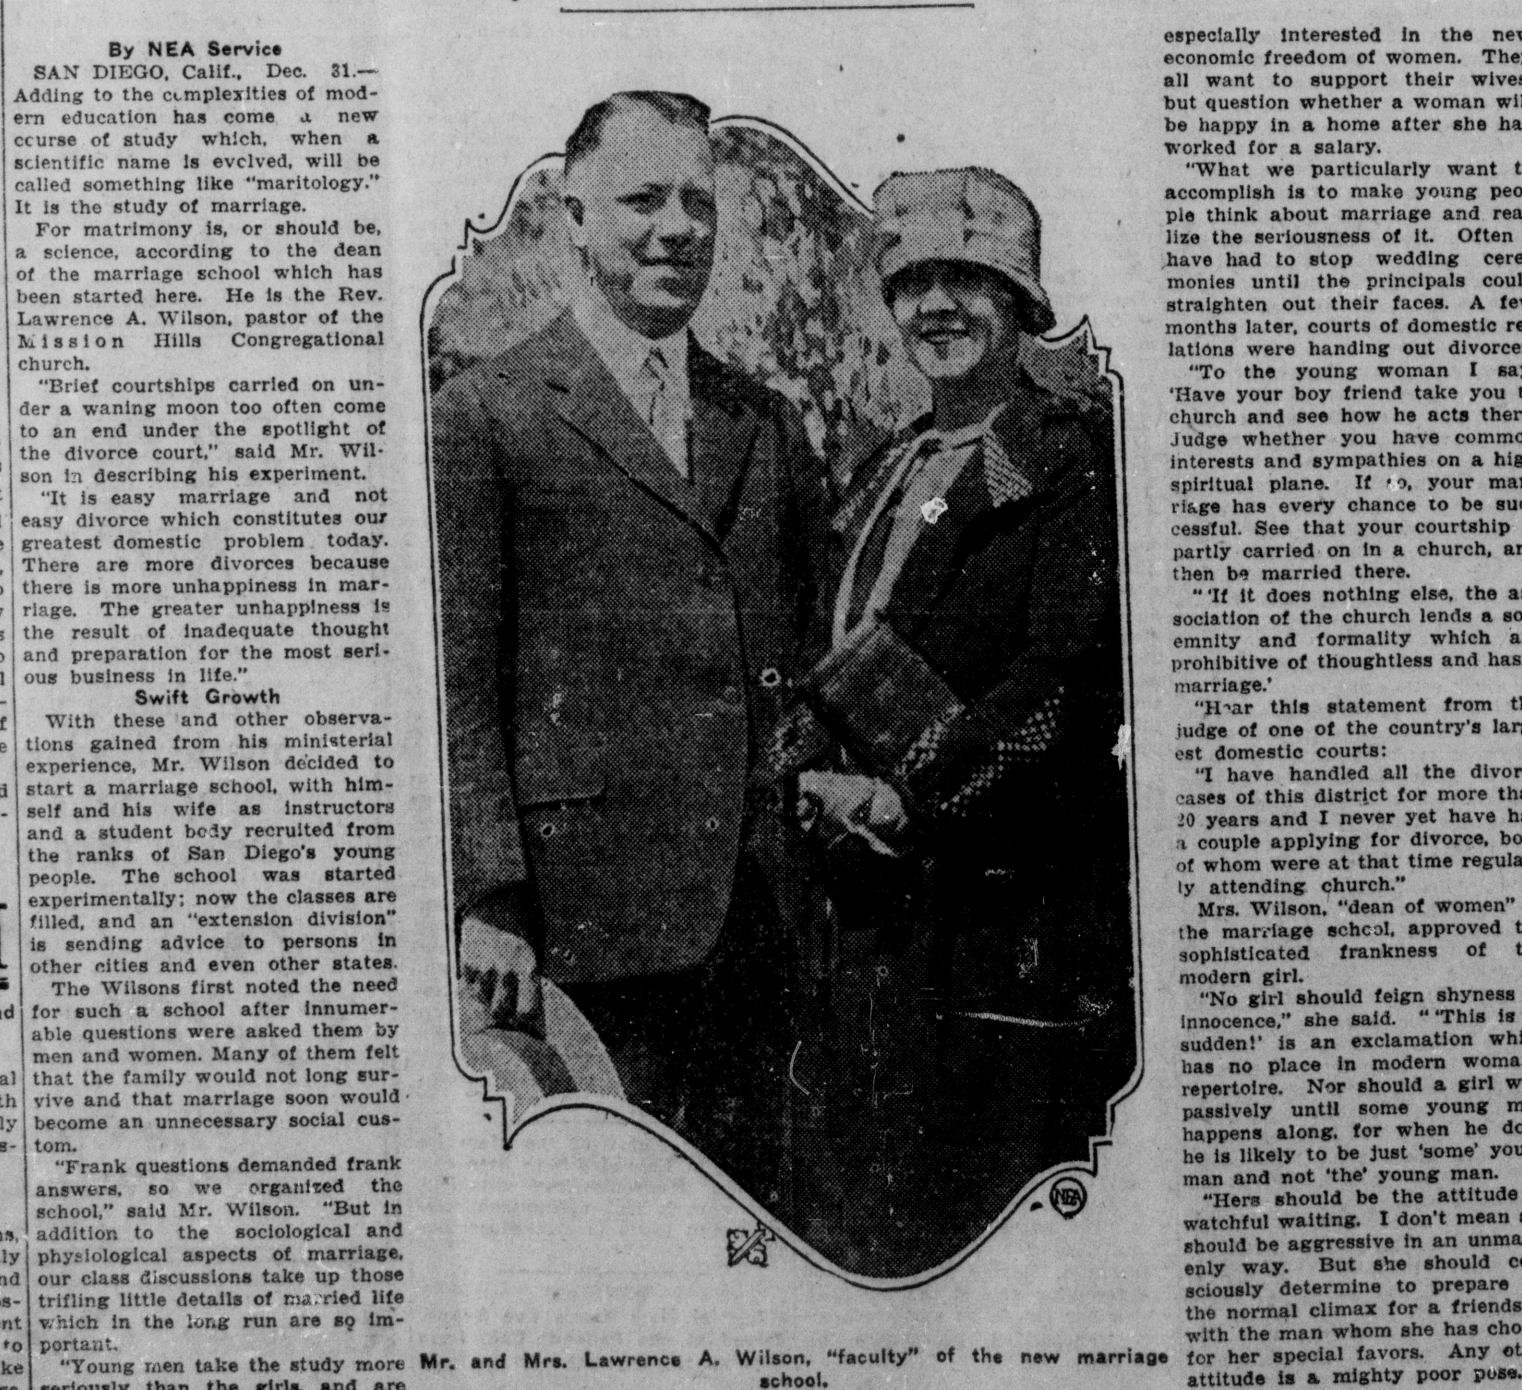 By NEA Service
SAN DIEGO, Calif., Dec. 31.—
Adding to the complexities of mod-
ern education has come a new
course of study which, when a
scientific name is evolved, will be
called something like "maritology."
It is the study of marriage.
For matrimony is, or should be,
a science, according to the dean
of the marriage school which has
been started here. He is the Rev.
Lawrence A. Wilson, pastor of the
Mission Hills Congregational
church.
"Brief courtships carried on un-
der a waning moon too often come
to an end under the spotlight of
the divorce court," said Mr. Wil-
son in describing his experiment.
"It is easy marriage and not
easy divorce which constitutes our
greatest domestic problem today.
There are more divorces because
there is more unhappiness in mar-
riage. The greater unhappiness is
the result of inadequate thought
and preparation for the most seri-
ous business in life."
Swift Growth
With these and other observa-
tions gained from his ministerial
experience, Mr. Wilson decided to
start a marriage school, with him-
self and his wife as instructors
and a student body recruited from
the ranks of San Diego's young
people. The school was started
experimentally; now the classes are
filled, and an "extension division"
is sending advice to persons in
other cities and even other states.
The Wilsons first noted the need
for such a school after innumer-
able questions were asked them by
men and women. Many of them felt
that the family would not long sur-
vive and that marriage soon would
become an unnecessary social cus-
tom.
"Frank questions demanded frank
answers, so we organized the
school," said Mr. Wilson. "But in
addition to the sociological and
physiological aspects of marriage,
our class discussions take up those
trifling little details of married life
which in the long run are so im-
portant.
"Young men take the study more
seriously than the girls, and are
NEA
Mr. and Mrs. Lawrence A. Wilson, "faculty" of the new marriage
school.
especially interested in the
economic freedom of women.
all want to support their wives
but question whether a woman
be happy in a home after she
worked for a salary.
"What we particularly want
accomplish is to make young peo
ple think about marriage and rea
lize the seriousness of it. Often
have had to stop wedding cere
monies until the principals
straighten out their faces. A
months later, courts of domestic re
lations were handing out divorce
"To the young woman I
'Have your boy friend take you
church and see how he acts
Judge whether you have
interests and sympathies on a
spiritual plane. If so, your
riage has every chance to be
cessful. See that your courtship
partly carried on in a church,
then be married there.
"'If it does nothing else, the
sociation of the church lends a
emnity and formality which
prohibitive of thoughtless and
marriage.'
"Hear this statement from
judge of one of the country's
est domestic courts:
"I have handled all the
cases of this district for more
20 years and I never yet have
a couple applying for divorce,
of whom were at that time
ly attending church."
Mrs. Wilson, "dean of women"
the marriage school, approved
sophisticated frankness of
modern girl.
"No girl should feign shyness
innocence," she said. "'This is
sudden!' is an exclamation
has no place in modern
repertoire. Nor should a girl
passively until some young
happens along, for when he
he is likely to be just 'some'
man and not 'the' young man.
"Hers should be the attitude
watchful waiting. I don't mean
should be aggressive in an
enly way. But she should
sciously determine to prepare
the normal climax for a
with the man whom she has
for her special favors. Any
attitude is a mighty poor pose.